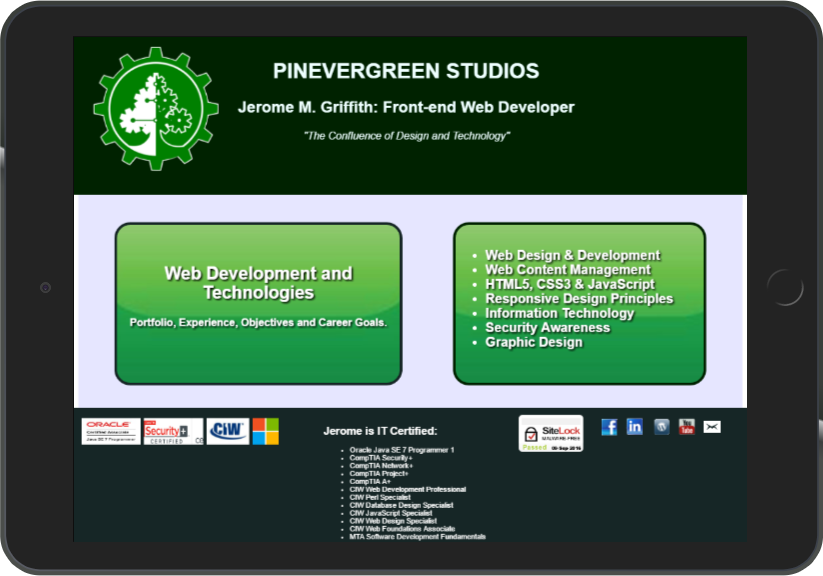 PINEVERGREEN STUDIOS
Jerome M. Griffith: Front-end Web Developer
"The Confluence of Design and Technology"
Web Development and
Technologies
Portfolio, Experience, Objectives and Career Goals.
Web Design & Development
Web Content Management
HTML5, CSS3 & JavaScript
Responsive Design Principles
Information Technology
Security Awareness
Graphic Design
ORACLE
Certified Associate
Java SE 7 Programmer
Security+
CERTIFIED
CIW
Jerome is IT Certified:
Oracle Java SE 7 Programmer 1
CompTIA Security+
CompTIA Network+
CompTIA Project+
CompTIA A+
CIW Web Development Professional
CIW Perl Specialist
CIW Database Design Specialist
CIW JavaScript Specialist
CIW Web Design Specialist
CIW Web Foundations Associate
MTA Software Development Fundamentals
SiteLock
MALWARE-FREE
Passed 06-Sep-2016
f
in
W
You
Tube